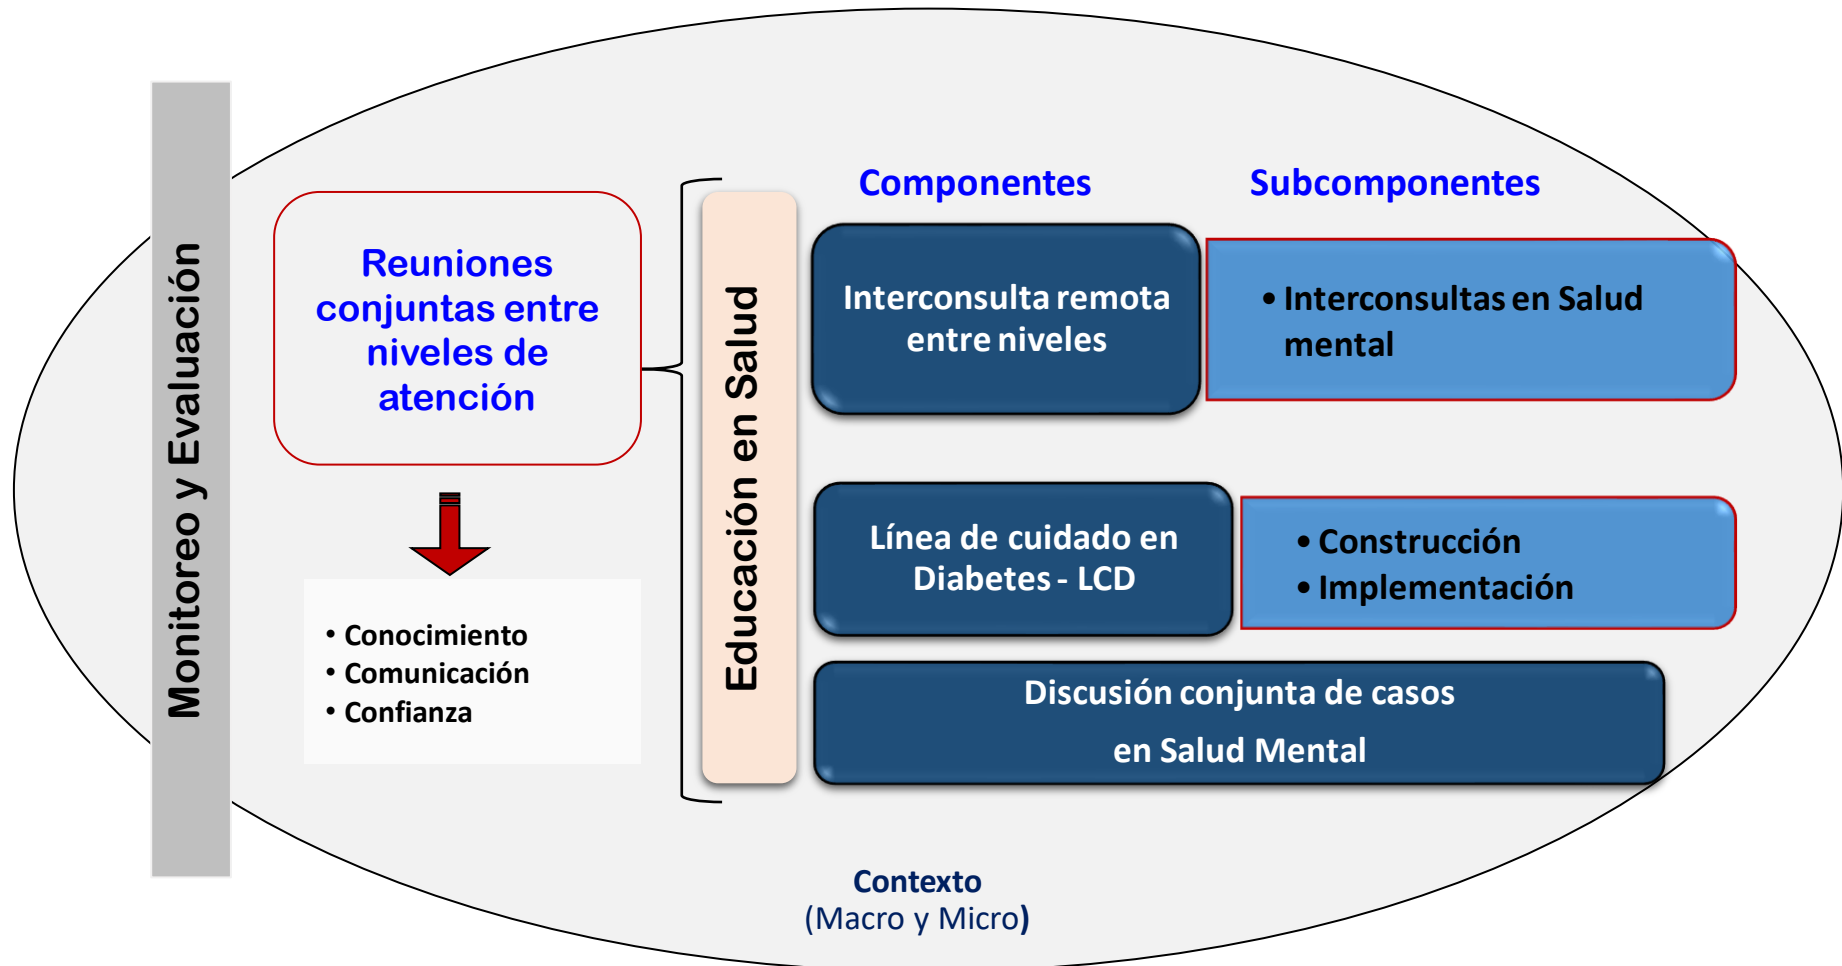 Monitoreo y Evaluación
Reuniones
conjuntas entre
niveles de
atención
• Conocimiento
• Comunicación
• Confianza
Educación en Salud
Componentes
Subcomponentes
Interconsulta remota
entre niveles
• Interconsultas en Salud
mental
Línea de cuidado en
Diabetes - LCD
• Construcción
• Implementación
Discusión conjunta de casos
en Salud Mental
Contexto
(Macro y Micro)